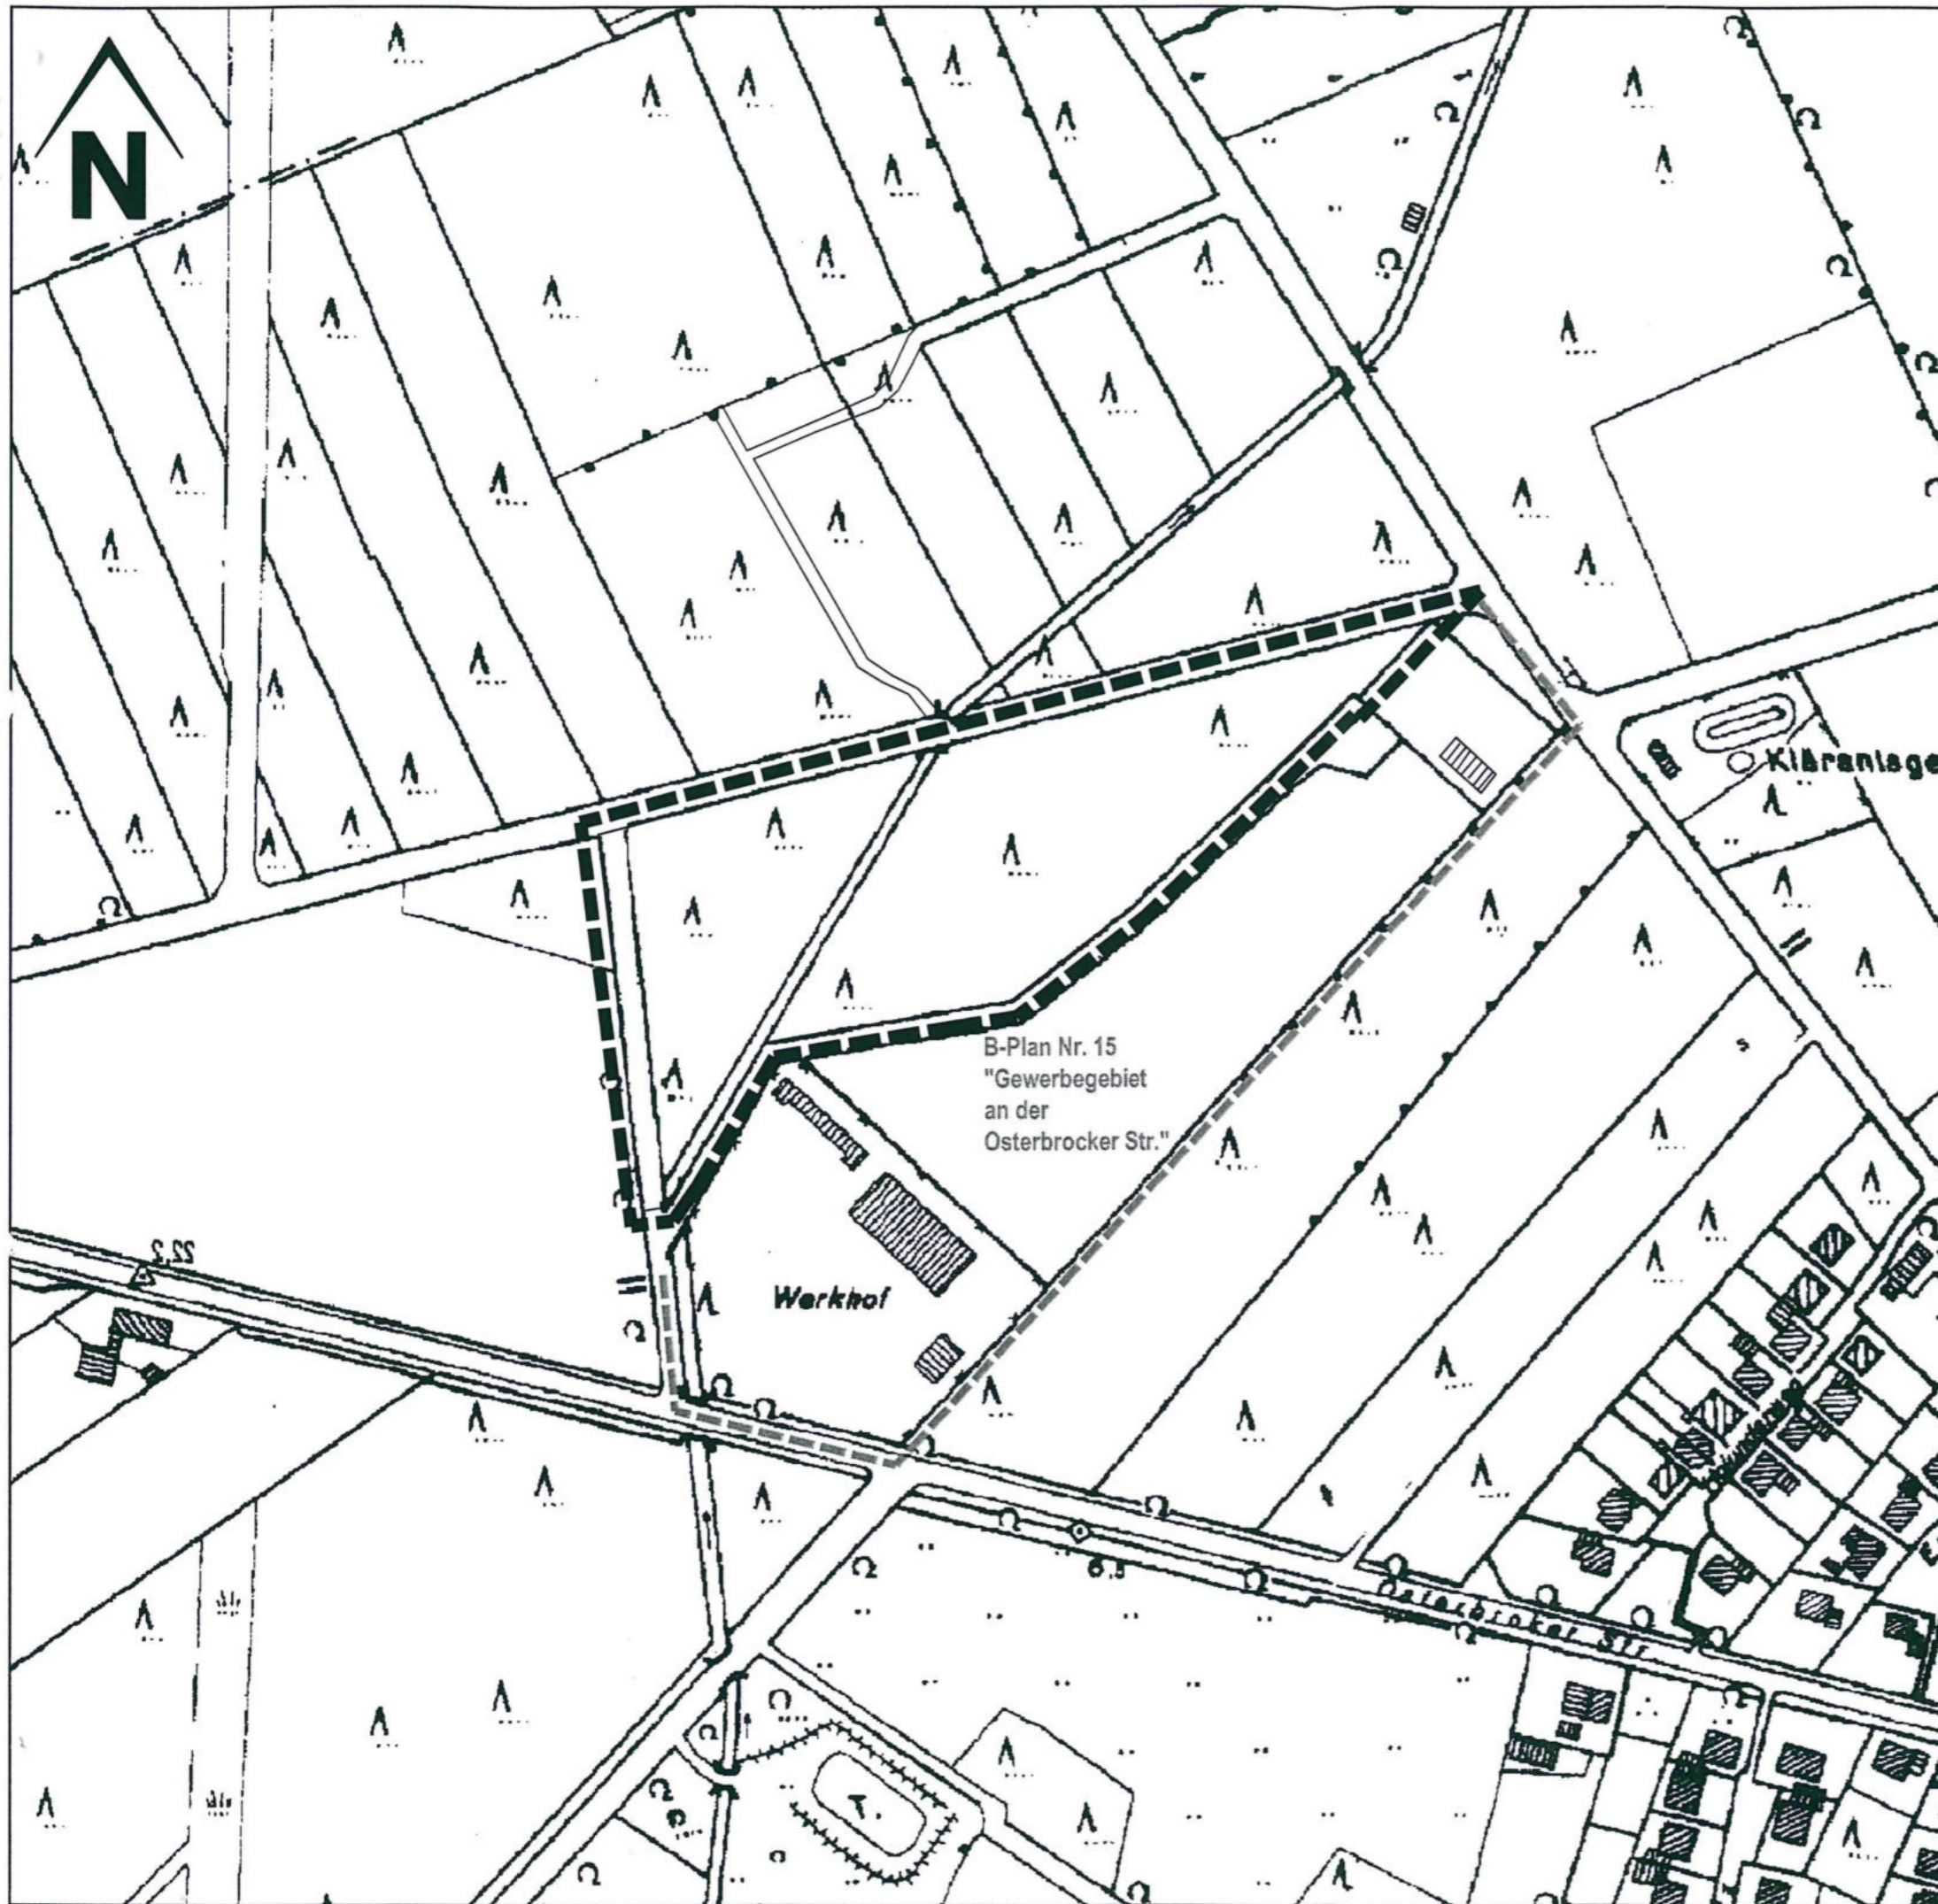 N
Kläranlage
B-Plan Nr. 15
"Gewerbegebiet
an der
Osterbrocker Str."
22,2
Werkhof
6,5
Osterbroker Str.
T.